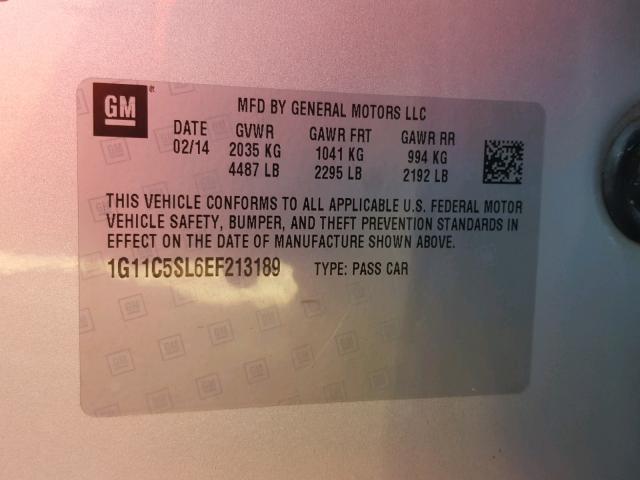 GM
MFD BY GENERAL MOTORS LLC
DATE GVWR GAWR FRT GAWR RR
02/14 2035 KG 1041 KG 994 KG
4487 LB 2295 LB 2192 LB
THIS VEHICLE CONFORMS TO ALL APPLICABLE U.S. FEDERAL MOTOR
VEHICLE SAFETY, BUMPER, AND THEFT PREVENTION STANDARDS IN
EFFECT ON THE DATE OF MANUFACTURE SHOWN ABOVE.
1G11C5SL6EF213189 TYPE: PASS CAR